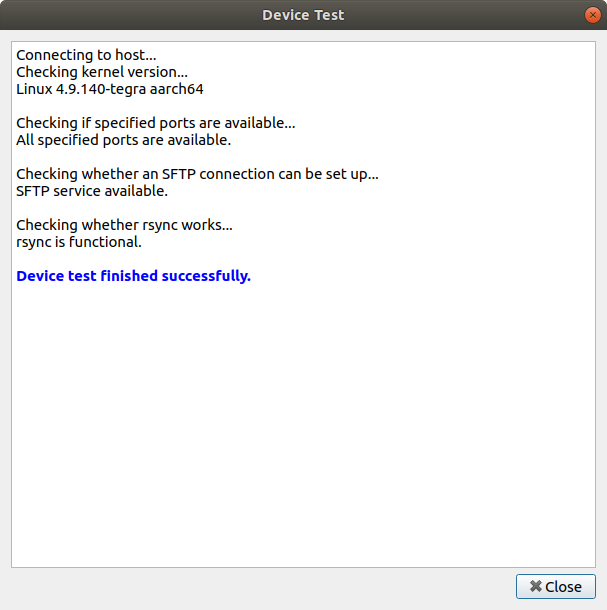 Device Test
Connecting to host...
Checking kernel version...
Linux 4.9.140-tegra aarch64
Checking if specified ports are available...
All specified ports are available.
Checking whether an SFTP connection can be set up...
SFTP service available.
Checking whether rsync works...
rsync is functional.
Device test finished successfully.
Close